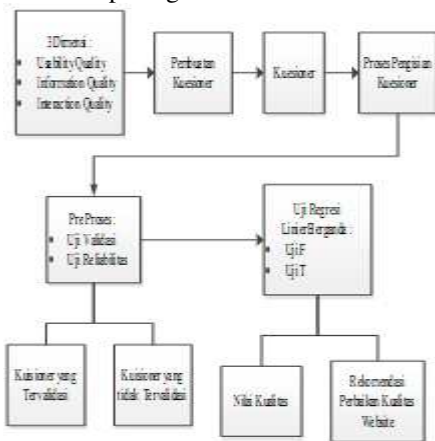 3 Dimensi :
Usability Quality
Information Quality
Interaction Quality
Pembuatan
Kuesioner
Kuesioner
Proses Pengisian
Kuesioner
Pre Proses :
Uji Validasi
Uji Reliabilitas
Uji Regresi
Linier Berganda :
Uji F
Uji T
Kuisioner yang
Tervalidasi
Kuisioner yang
tidak Tervalidasi
Nilai Kualitas
Rekomendasi
Perbaikan Kualitas
Website